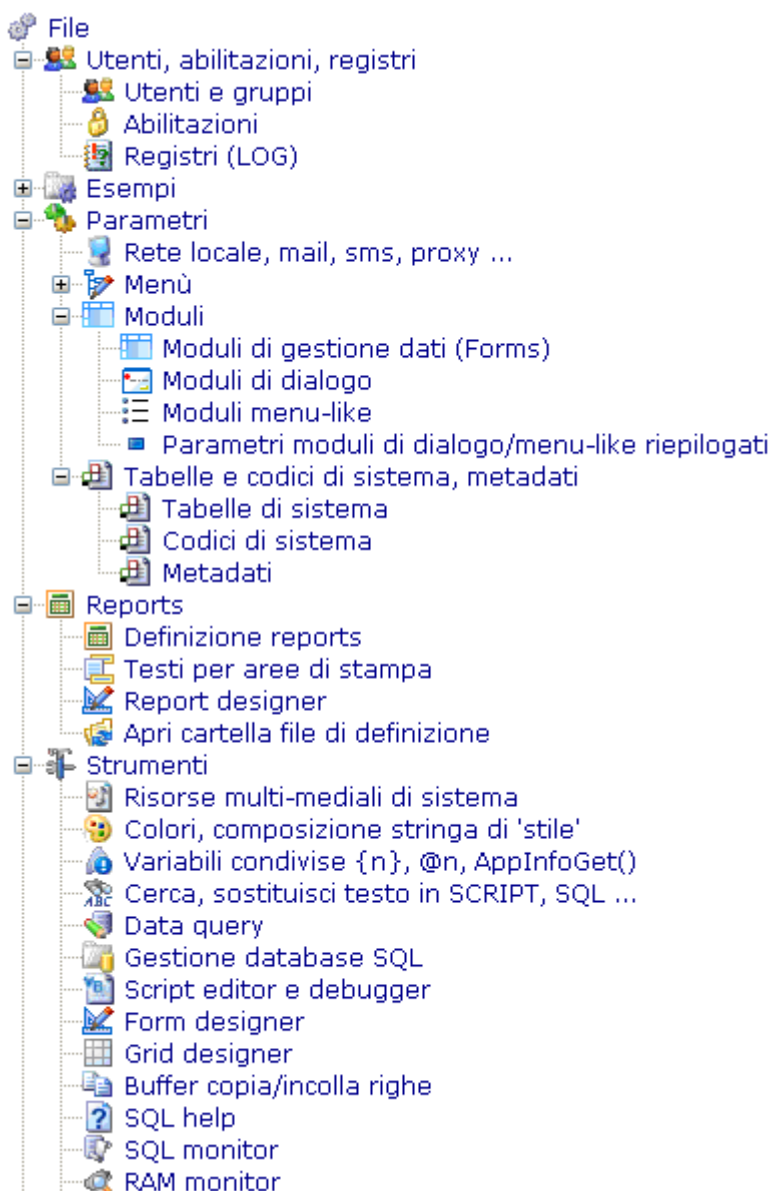 File
Utenti, abilitazioni, registri
Utenti e gruppi
Abilitazioni
Registri (LOG)
Esempi
Parametri
Rete locale, mail, sms, proxy ...
Menù
Moduli
Moduli di gestione dati (Forms)
Moduli di dialogo
Moduli menu-like
Parametri moduli di dialogo/menu-like riepilogati
Tabelle e codici di sistema, metadati
Tabelle di sistema
Codici di sistema
Metadati
Reports
Definizione reports
Testi per aree di stampa
Report designer
Apri cartella file di definizione
Strumenti
Risorse multi-mediali di sistema
Colori, composizione stringa di 'stile'
Variabili condivise {n}, @n, AppInfoGet()
Cerca, sostituisci testo in SCRIPT, SQL ...
Data query
Gestione database SQL
Script editor e debugger
Form designer
Grid designer
Buffer copia/incolla righe
SQL help
SQL monitor
RAM monitor